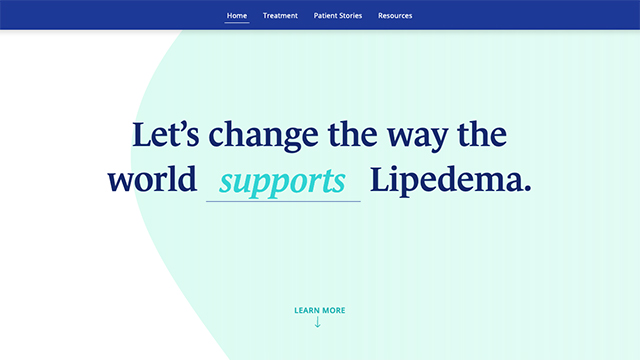 Home Treatment Patient Stories Resources
Let’s change the way the
world supports Lipedema.
LEARN MORE